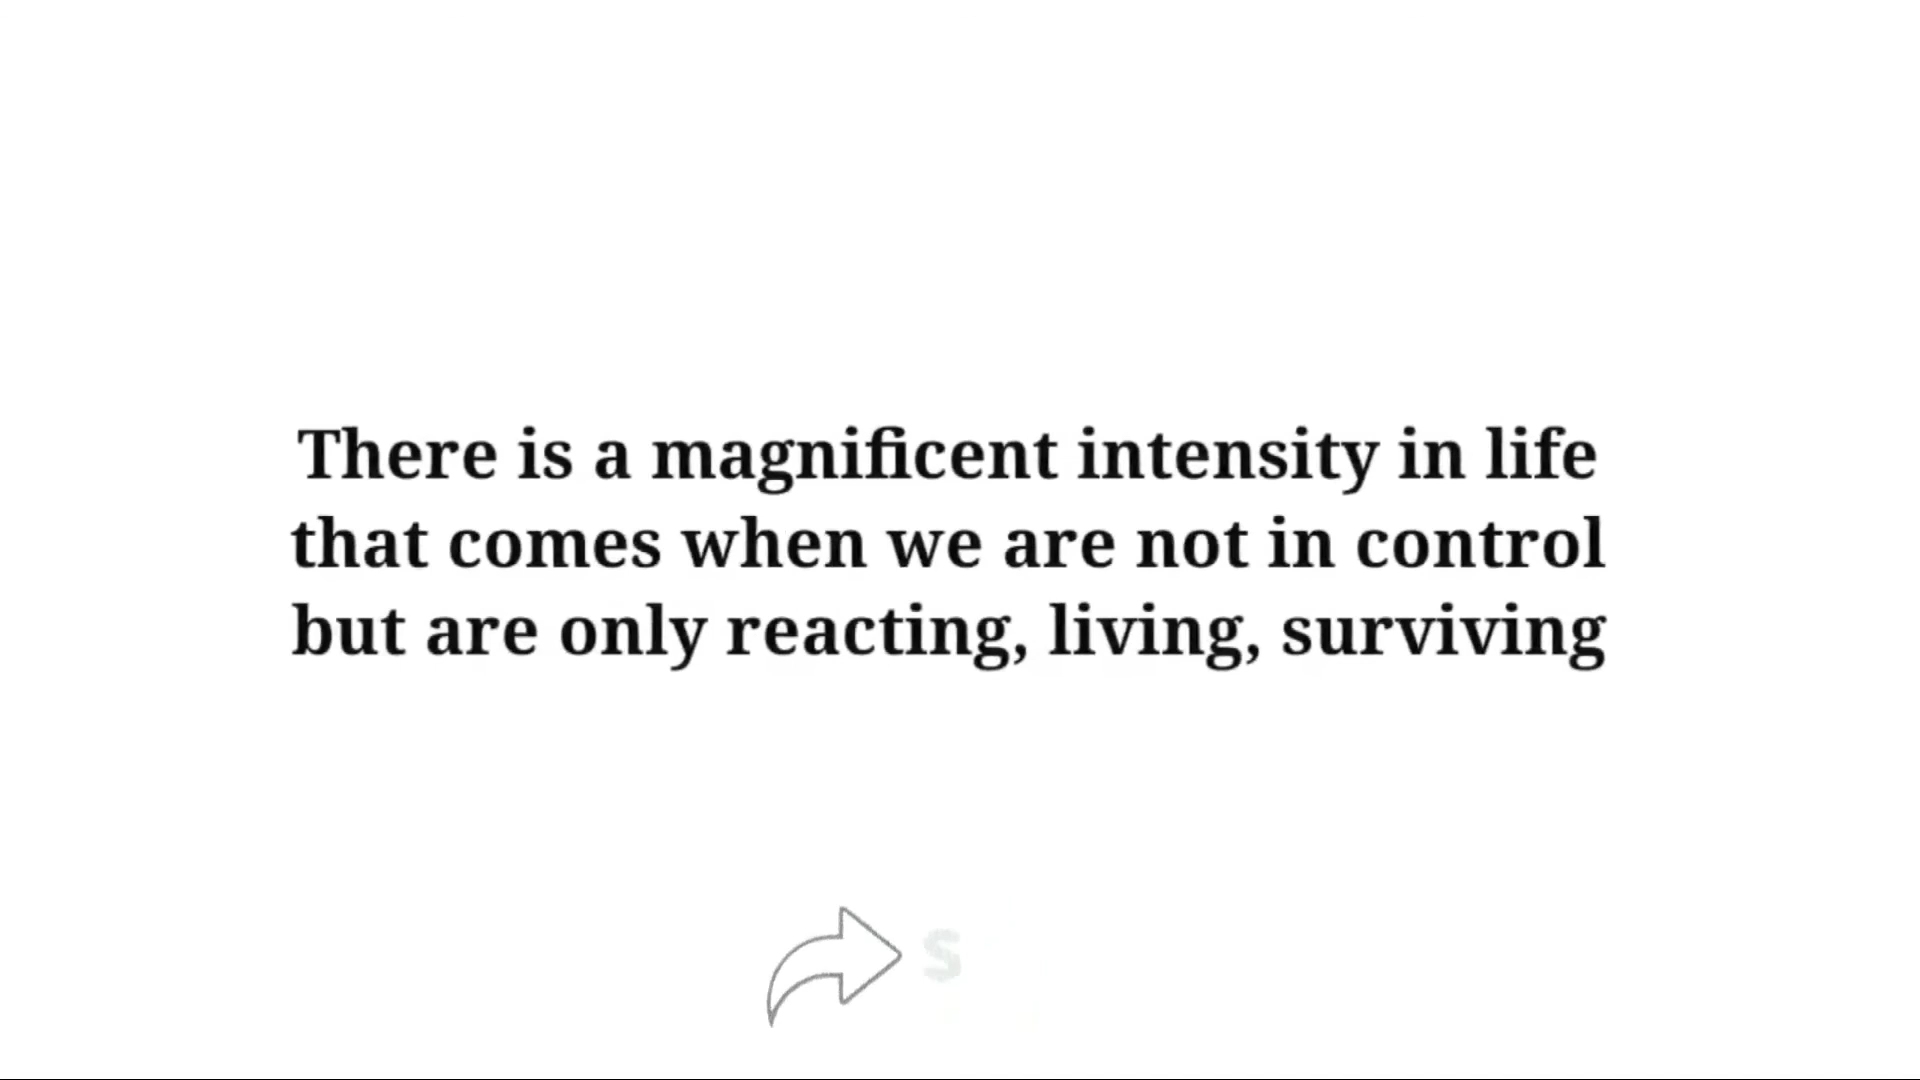 There is a magnificent intensity in life
that comes when we are not in control
but are only reacting, living, surviving
S